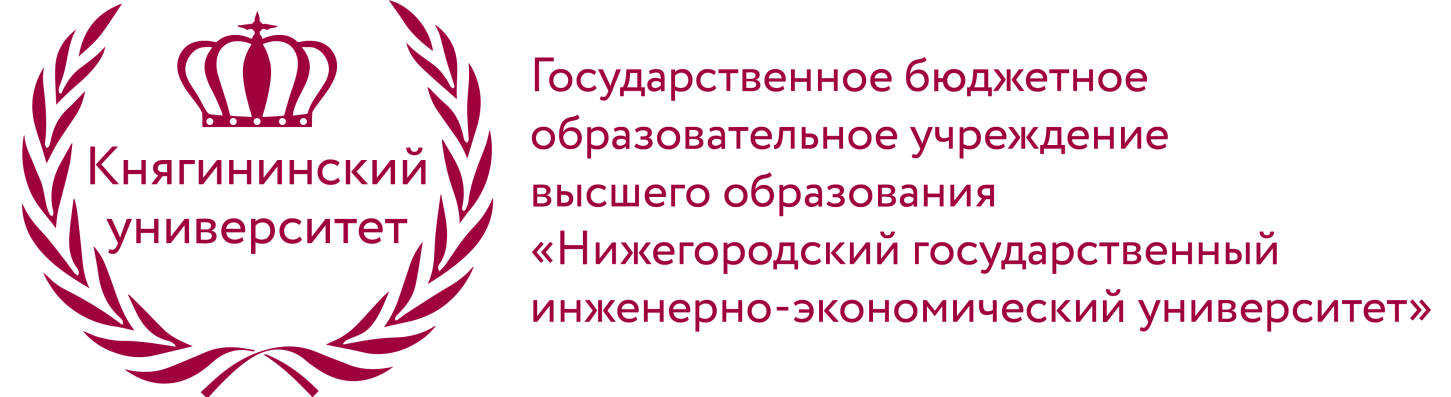 Княгининский
университет
Государственное бюджетное
образовательное учреждение
высшего образования
«Нижегородский государственный
инженерно-экономический университет»